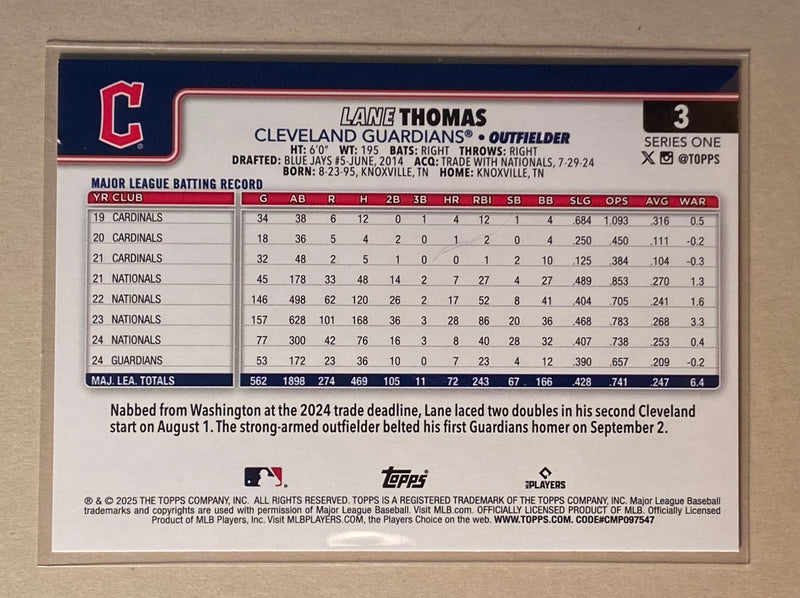 C
3
LANE THOMAS
CLEVELAND GUARDIANS® • OUTFIELDER
SERIES ONE
HT: 6'0" WT: 195 BATS: RIGHT THROWS: RIGHT
X @TOPPS
DRAFTED: BLUE JAYS #5-JUNE, 2014 ACQ: TRADE WITH NATIONALS, 7-29-24
BORN: 8-23-95, KNOXVILLE, TN HOME: KNOXVILLE, TN
MAJOR LEAGUE BATTING RECORD
YR CLUB G AB R H 2B 3B HR RBI SB BB SLG OPS AVG WAR
19 CARDINALS 34 38 6 12 0 1 4 12 1 4 .684 1.093 .316 0.5
20 CARDINALS 18 36 5 4 2 0 1 2 0 4 .250 .450 .111 -0.2
21 CARDINALS 32 48 2 5 1 0 0 1 2 10 .125 .384 .104 -0.3
21 NATIONALS 45 178 33 48 14 2 7 27 4 27 .489 .853 .270 1.3
22 NATIONALS 146 498 62 120 26 2 17 52 8 41 .404 .705 .241 1.6
23 NATIONALS 157 628 101 168 36 3 28 86 20 36 .468 .783 .268 3.3
24 NATIONALS 77 300 42 76 16 3 8 40 28 32 .407 .738 .253 0.4
24 GUARDIANS 53 172 23 36 10 0 7 23 4 12 .390 .657 .209 -0.2
MAJ. LEA. TOTALS 562 1898 274 469 105 11 72 243 67 166 .428 .741 .247 6.4
Nabbed from Washington at the 2024 trade deadline, Lane laced two doubles in his second Cleveland
start on August 1. The strong-armed outfielder belted his first Guardians homer on September 2.
topps
PLAYERS
® & © 2025 THE TOPPS COMPANY, INC. ALL RIGHTS RESERVED. TOPPS IS A REGISTERED TRADEMARK OF THE TOPPS COMPANY, INC. Major League Baseball
trademarks and copyrights are used with permission of Major League Baseball. Visit MLB.com. OFFICIALLY LICENSED PRODUCT OF MLB. Officially Licensed
Product of MLB Players, Inc. Visit MLBPLAYERS.COM, the Players Choice on the web. WWW.TOPPS.COM. CODE#CMP097547